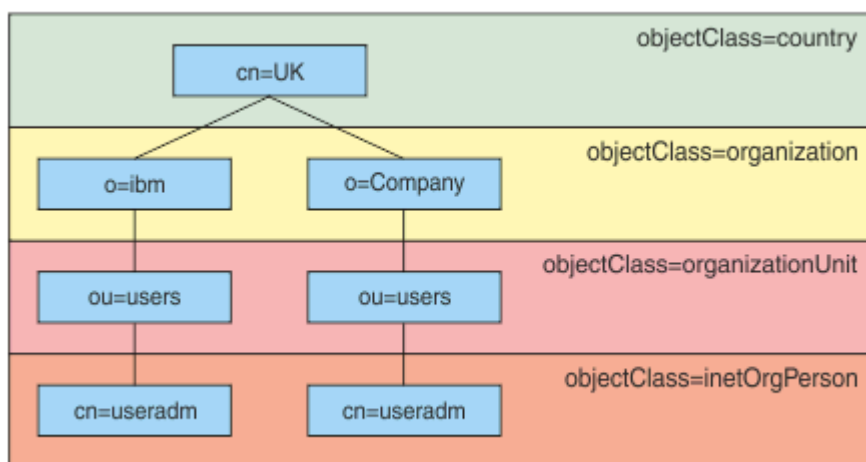 objectClass=country
cn=UK
objectClass=organization
o=ibm
o=Company
objectClass=organizationUnit
ou=users
ou=users
objectClass=inetOrgPerson
cn=useradm
cn=useradm